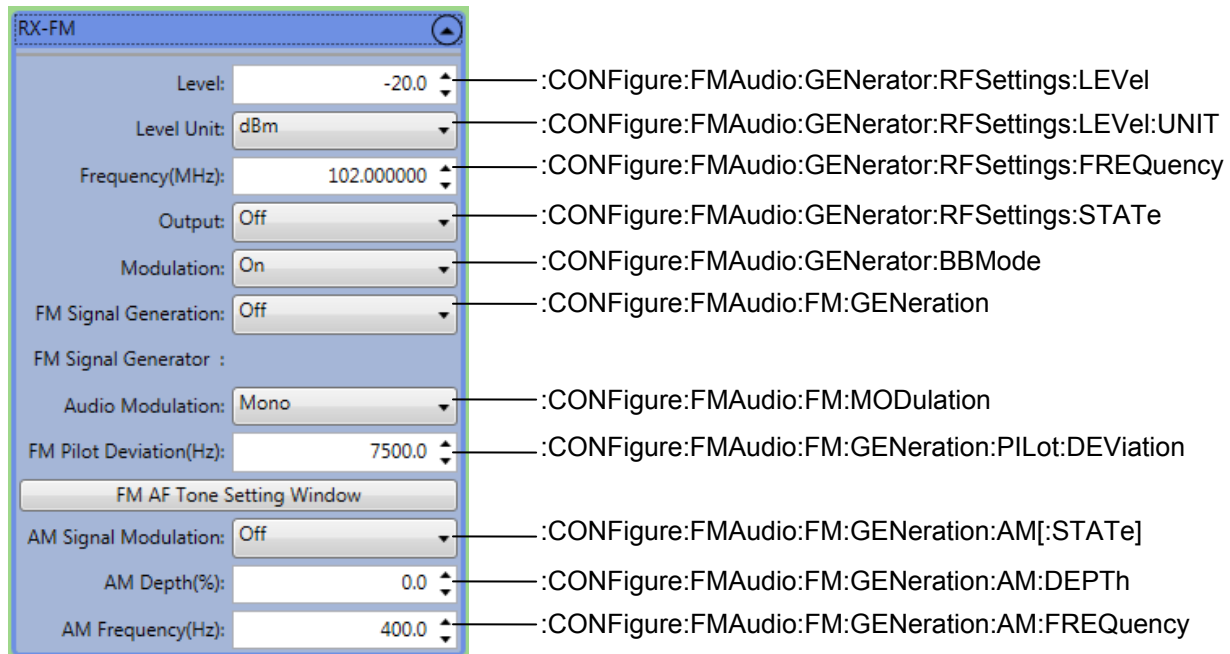 RX-FM
Level: -20.0 :CONFigure:FMAudio:GENerator:RFSettings:LEVel
Level Unit: dBm :CONFigure:FMAudio:GENerator:RFSettings:LEVel:UNIT
Frequency(MHz): 102.000000 :CONFigure:FMAudio:GENerator:RFSettings:FREQuency
Output: Off :CONFigure:FMAudio:GENerator:RFSettings:STATe
Modulation: On :CONFigure:FMAudio:GENerator:BBMode
FM Signal Generation: Off :CONFigure:FMAudio:FM:GENeration
FM Signal Generator :
Audio Modulation: Mono :CONFigure:FMAudio:FM:MODulation
FM Pilot Deviation(Hz): 7500.0 :CONFigure:FMAudio:FM:GENeration:PILot:DEViation
FM AF Tone Setting Window
AM Signal Modulation: Off :CONFigure:FMAudio:FM:GENeration:AM[:STATe]
AM Depth(%): 0.0 :CONFigure:FMAudio:FM:GENeration:AM:DEPTh
AM Frequency(Hz): 400.0 :CONFigure:FMAudio:FM:GENeration:AM:FREQuency